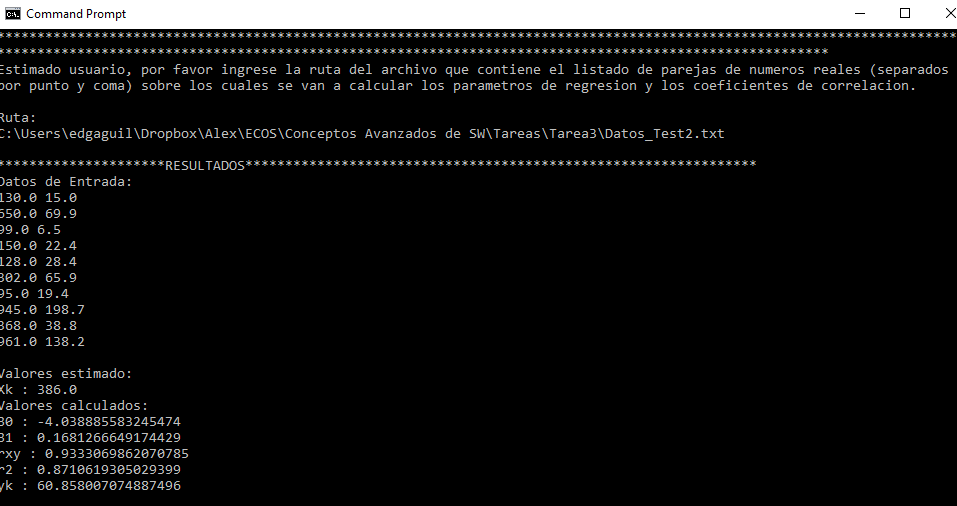 Command Prompt
************************************************************************************************************************
********************************************************************************************************
Estimado usuario, por favor ingrese la ruta del archivo que contiene el listado de parejas de numeros reales (separados
por punto y coma) sobre los cuales se van a calcular los parametros de regresion y los coeficientes de correlacion.
Ruta:
C:\Users\edgaguil\Dropbox\Alex\ECOS\Conceptos Avanzados de SW\Tareas\Tarea3\Datos_Test2.txt
*********************RESULTADOS****************************************************************
Datos de Entrada:
130.0 15.0
650.0 69.9
99.0 6.5
150.0 22.4
128.0 28.4
302.0 65.9
95.0 19.4
945.0 198.7
368.0 38.8
961.0 138.2
Valores estimado:
Xk : 386.0
Valores calculados:
B0 : -4.038885583245474
B1 : 0.1681266649174429
rxy : 0.9333069862070785
r2 : 0.8710619305029399
yk : 60.858007074887496